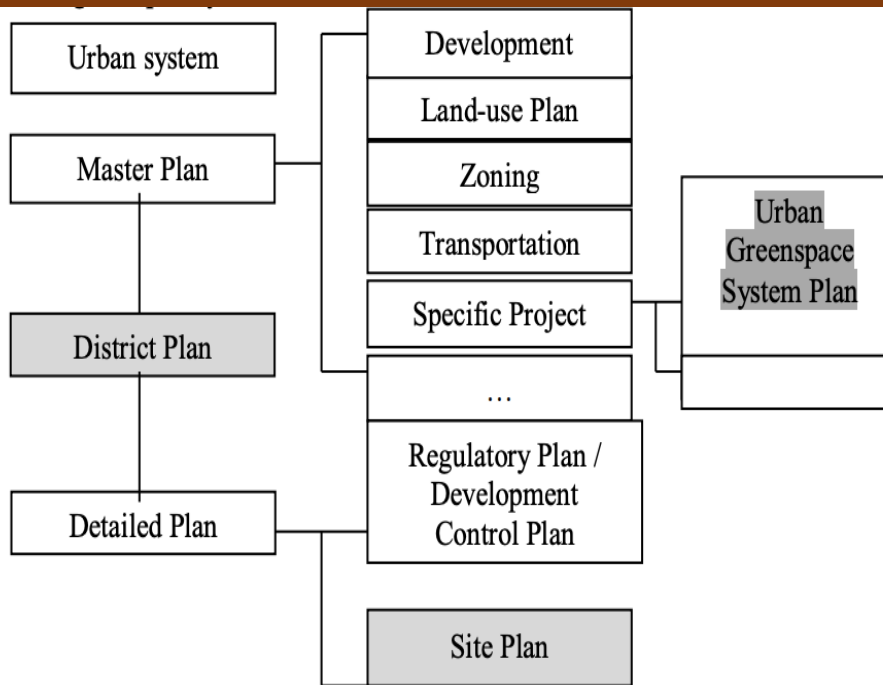 Urban system
Master Plan
District Plan
Detailed Plan
Development
Land-use Plan
Zoning
Transportation
Specific Project
…
Regulatory Plan /
Development
Control Plan
Site Plan
Urban
Greenspace
System Plan